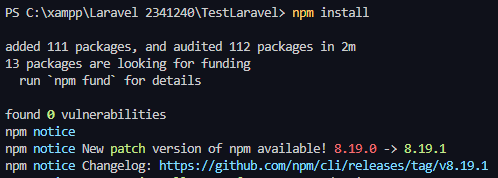 PS C:\xampp\Laravel 2341240\TestLaravel> npm install
added 111 packages, and audited 112 packages in 2m
13 packages are looking for funding
  run `npm fund` for details
found 0 vulnerabilities
npm notice
npm notice New patch version of npm available! 8.19.0 -> 8.19.1
npm notice Changelog: https://github.com/npm/cli/releases/tag/v8.19.1